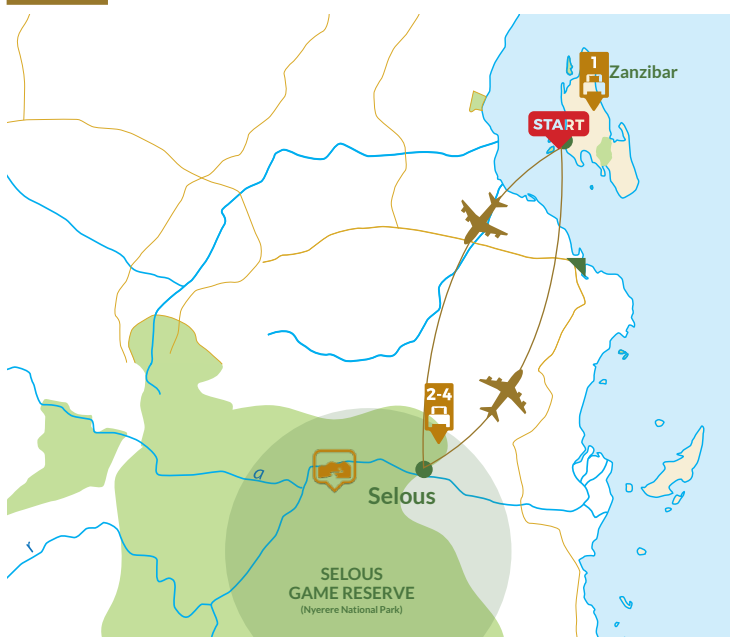 1
Zanzibar
START
2-4
a
Selous
r
SELOUS
GAME RESERVE
(Nyerere National Park)